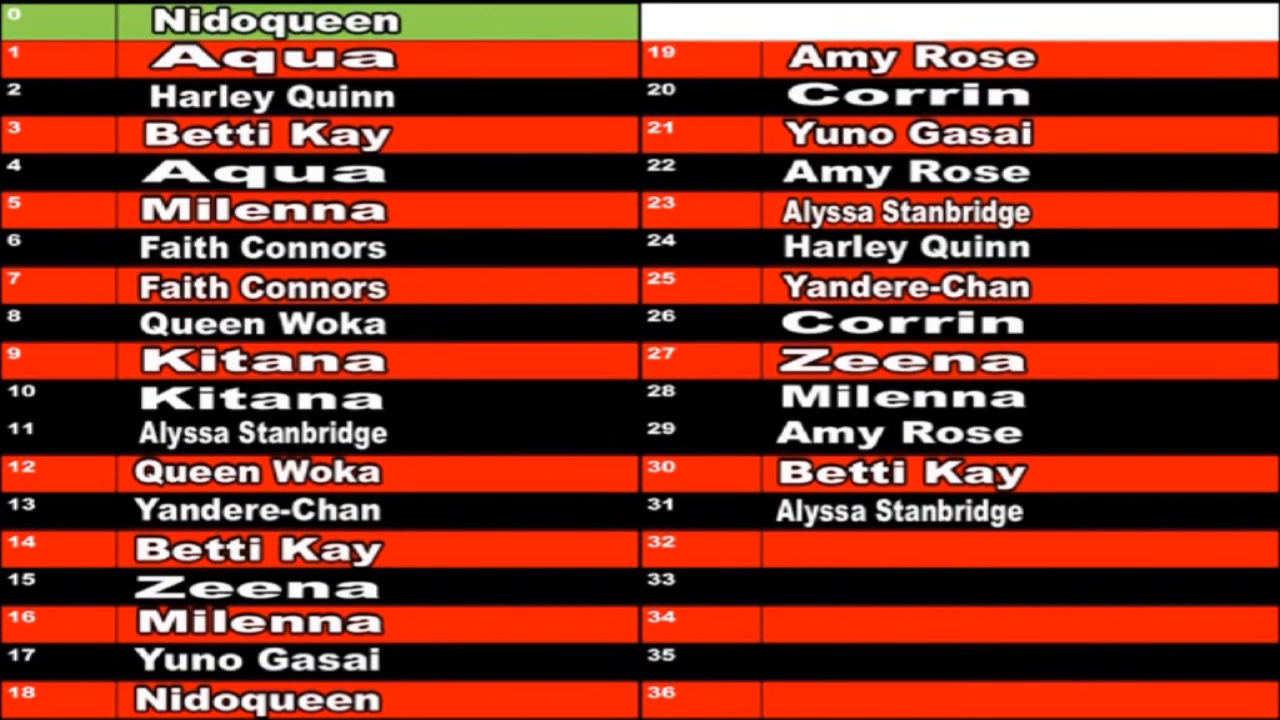 0 Nidoqueen
1 Aqua
2 Harley Quinn
3 Betti Kay
4 Aqua
5 Milenna
6 Faith Connors
7 Faith Connors
8 Queen Woka
9 Kitana
10 Kitana
11 Alyssa Stanbridge
12 Queen Woka
13 Yandere-Chan
14 Betti Kay
15 Zeena
16 Milenna
17 Yuno Gasai
18 Nidoqueen
19 Amy Rose
20 Corrin
21 Yuno Gasai
22 Amy Rose
23 Alyssa Stanbridge
24 Harley Quinn
25 Yandere-Chan
26 Corrin
27 Zeena
28 Milenna
29 Amy Rose
30 Betti Kay
31 Alyssa Stanbridge
32
33
34
35
36